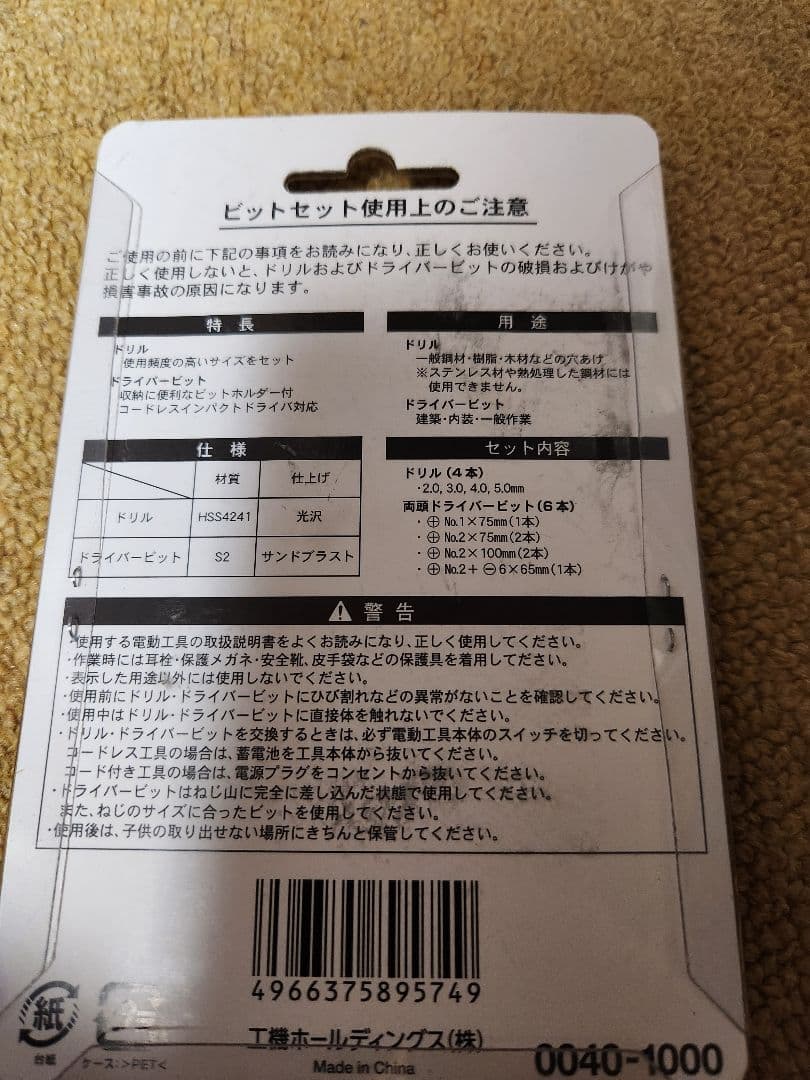 ビットセット使用上のご注意
ご使用の前に下記の事項をお読みになり、正しくお使いください。
正しく使用しないと、ドリルおよびドライバービットの破損およびけがや
損害事故の原因になります。
特 長
ドリル
使用頻度の高いサイズをセット
ドライバービット
収納に便利なビットホルダー付
コードレスインパクトドライバ対応
用 途
ドリル
一般鋼材・樹脂・木材などの穴あけ
※ステンレス材や熱処理した鋼材には
使用できません。
ドライバービット
建築・内装・一般作業
仕 様
材質 仕上げ
ドリル HSS4241 光沢
ドライバービット S2 サンドブラスト
セット内容
ドリル(4本)
・2.0, 3.0, 4.0, 5.0mm
両頭ドライバービット(6本)
・⊕ No.1×75mm(1本)
・⊕ No.2×75mm(2本)
・⊕ No.2×100mm(2本)
・⊕ No.2+⊖6×65mm(1本)
⚠ 警 告
・使用する電動工具の取扱説明書をよくお読みになり、正しく使用してください。
・作業時には耳栓・保護メガネ・安全靴、皮手袋などの保護具を着用してださい。
・表示した用途以外には使用しないでください。
・使用前にドリル・ドライバービットにひび割れなどの異常がないことを確認してください。
・使用中はドリル・ドライバービットに直接体を触れないでください。
・ドリル・ドライバービットを交換するときは、必ず電動工具本体のスイッチを切ってください。
コードレス工具の場合は、蓄電池を工具本体から抜いてください。
コード付き工具の場合は、電源プラグをコンセントから抜いてください。
・ドライバービットはねじ山に完全に差し込んだ状態で使用してください。
また、ねじのサイズに合ったビットを使用してください。
・使用後は、子供の取り出せない場所にきちんと保管してください。
4966375895749
紙
台紙
ケース:>PET<
工機ホールディングス(株)
Made in China
0040-1000